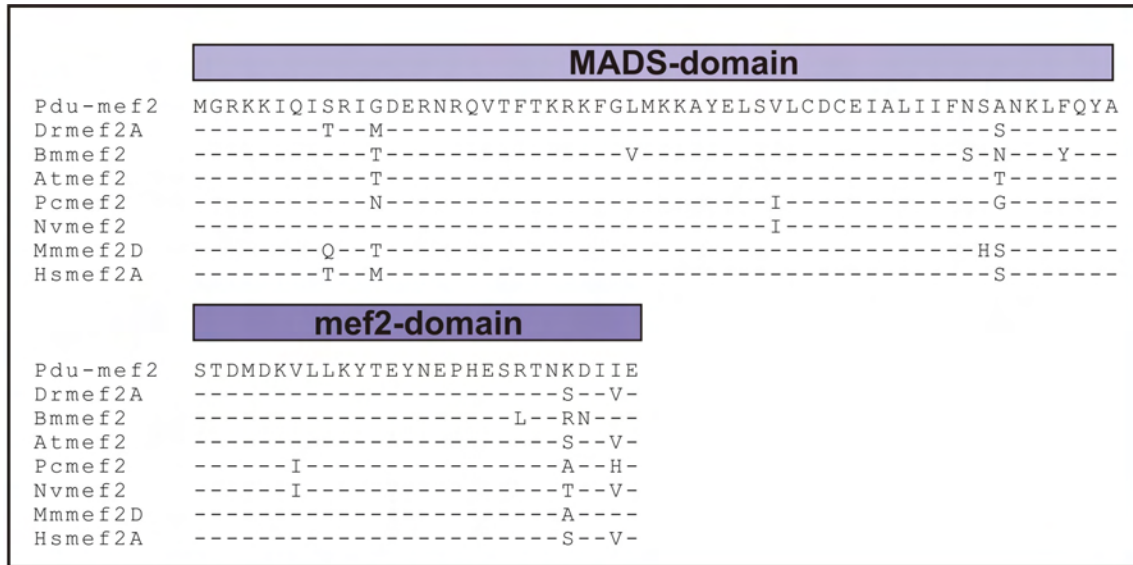 MADS-domain
Pdu-mef2 MGRKKIQISRIGDERNRQVTFTKRKFGLMKKAYELSVLCDCEIALIIFNSANKLFQYA
Drmef2A --------T--M--------------------------------------S-------
Bmmef2 -----------T---------------V--------------------S-N---Y---
Atmef2 -----------T--------------------------------------T-------
Pcmef2 -----------N------------------------I-------------G-------
Nvmef2 ------------------------------------I---------------------
Mmmef2D --------Q--T-------------------------------------HS-------
Hsmef2A --------T--M--------------------------------------S-------
mef2-domain
Pdu-mef2 STDMDKVLLKYTEYNEPHESRTNKDIIE
Drmef2A -----------------------S--V-
Bmmef2 --------------------L--RN---
Atmef2 -----------------------S--V-
Pcmef2 ------I----------------A--H-
Nvmef2 ------I----------------T--V-
Mmmef2D -----------------------A----
Hsmef2A -----------------------S--V-